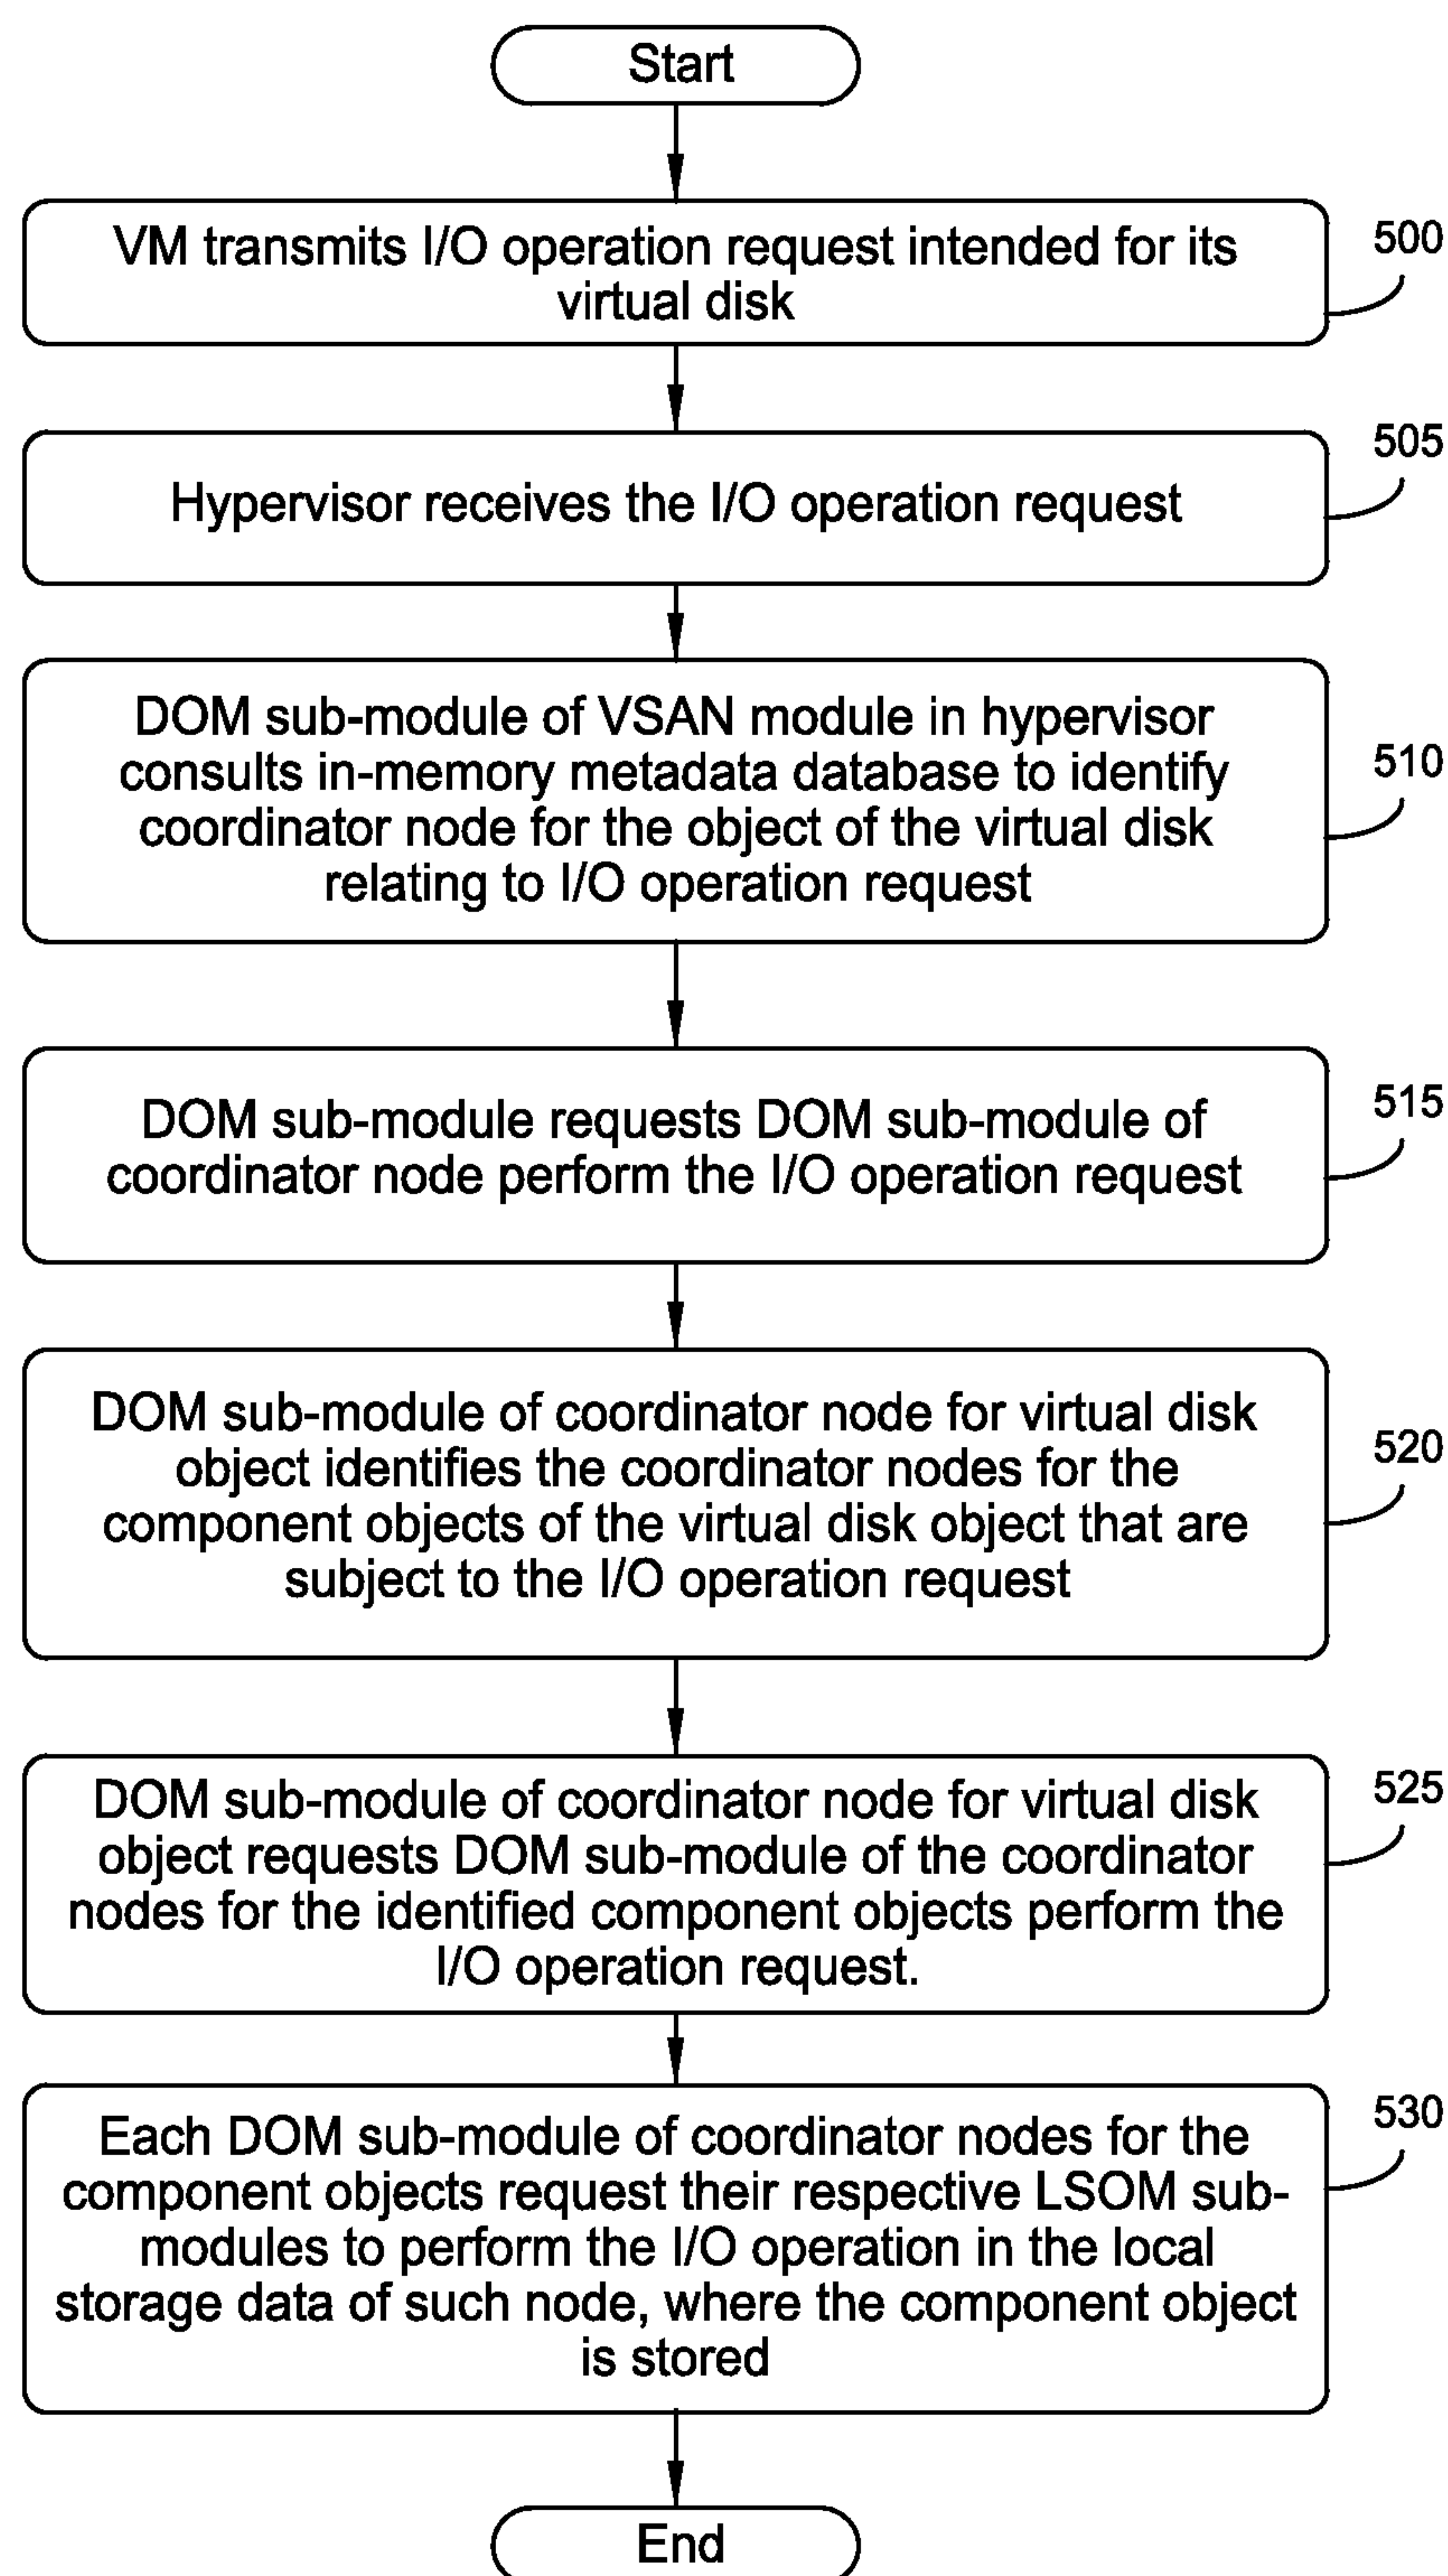 Start
VM transmits I/O operation request intended for its
virtual disk
500
Hypervisor receives the I/O operation request
505
DOM sub-module of VSAN module in hypervisor
consults in-memory metadata database to identify
coordinator node for the object of the virtual disk
relating to I/O operation request
510
DOM sub-module requests DOM sub-module of
coordinator node perform the I/O operation request
515
DOM sub-module of coordinator node for virtual disk
object identifies the coordinator nodes for the
component objects of the virtual disk object that are
subject to the I/O operation request
520
DOM sub-module of coordinator node for virtual disk
object requests DOM sub-module of the coordinator
nodes for the identified component objects perform the
I/O operation request.
525
Each DOM sub-module of coordinator nodes for the
component objects request their respective LSOM sub-
modules to perform the I/O operation in the local
storage data of such node, where the component object
is stored
530
End